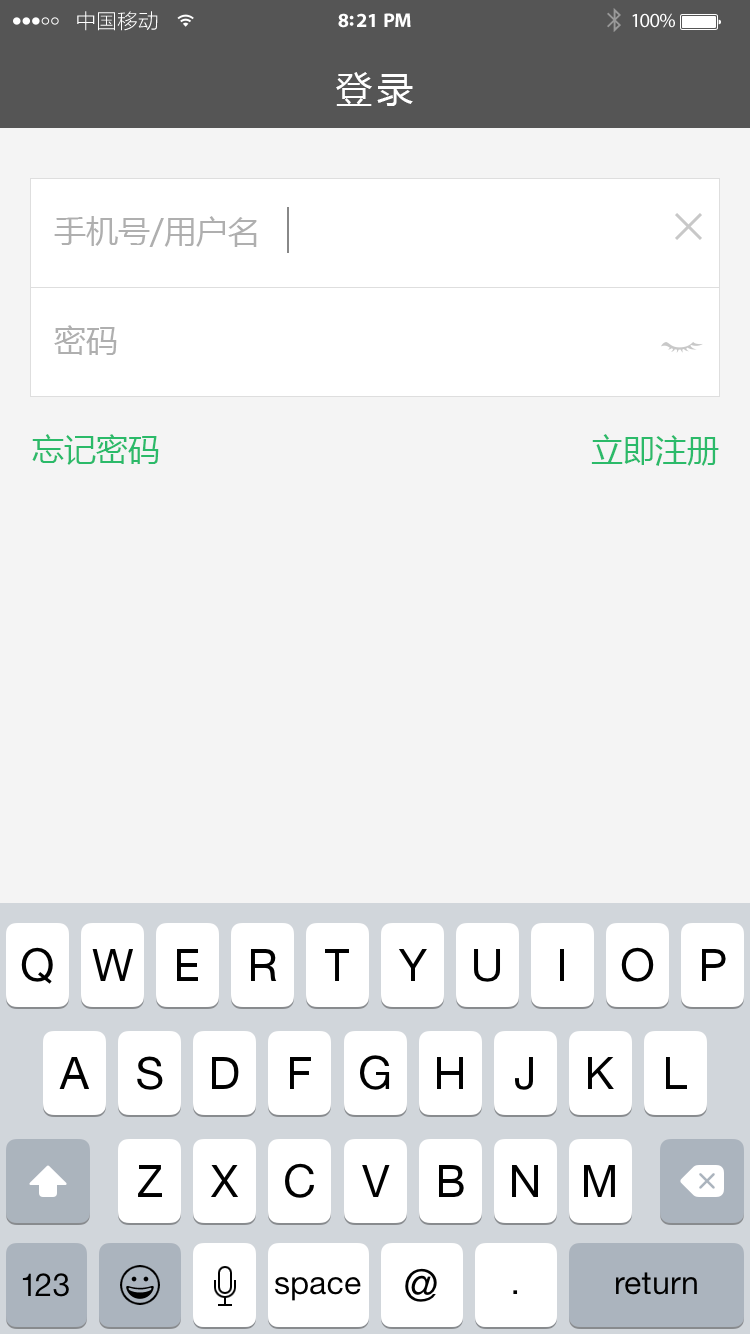 中国移动 8:21 PM 100%
登录
手机号/用户名
密码
忘记密码 立即注册
Q W E R T Y U I O P
A S D F G H J K L
Z X C V B N M
123 space @ . return